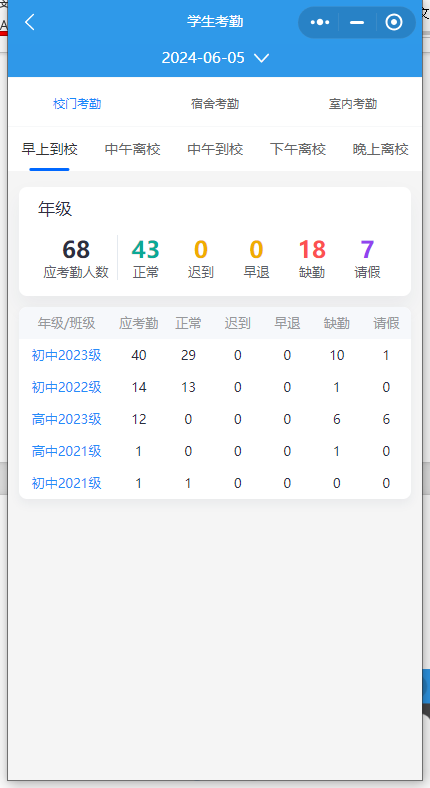 学生考勤
2024-06-05
校门考勤 宿舍考勤 室内考勤
早上到校 中午离校 中午到校 下午离校 晚上离校
年级
68 43 0 0 18 7
应考勤人数 正常 迟到 早退 缺勤 请假
年级/班级 应考勤 正常 迟到 早退 缺勤 请假
初中2023级 40 29 0 0 10 1
初中2022级 14 13 0 0 1 0
高中2023级 12 0 0 0 6 6
高中2021级 1 0 0 0 1 0
初中2021级 1 1 0 0 0 0